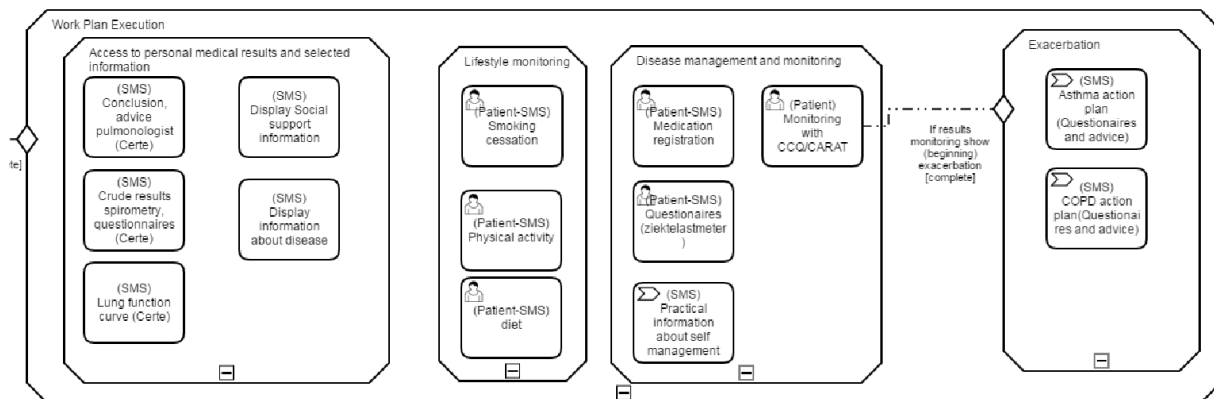 Work Plan Execution
Access to personal medical results and selected
information
(SMS)
Conclusion,
advice
pulmonologist
(Certe)
(SMS)
Display Social
support
information
(SMS)
Crude results
spirometry,
questionnaires
(Certe)
(SMS)
Display
information
about disease
(SMS)
Lung function
curve (Certe)
Lifestyle monitoring
(Patient-SMS)
Smoking
cessation
(Patient-SMS)
Physical activity
(Patient-SMS)
diet
Disease management and monitoring
(Patient-SMS)
Medication
registration
(Patient)
Monitoring
with
CCQ/CARAT
(Patient-SMS)
Questionaires
(ziektelastmeter
)
(SMS)
Practical
information
about self
management
If results
monitoring show
(beginning)
exacerbation
[complete]
Exacerbation
(SMS)
Asthma action
plan
(Questionaires
and advice)
(SMS)
COPD action
plan(Questionai
res and advice)